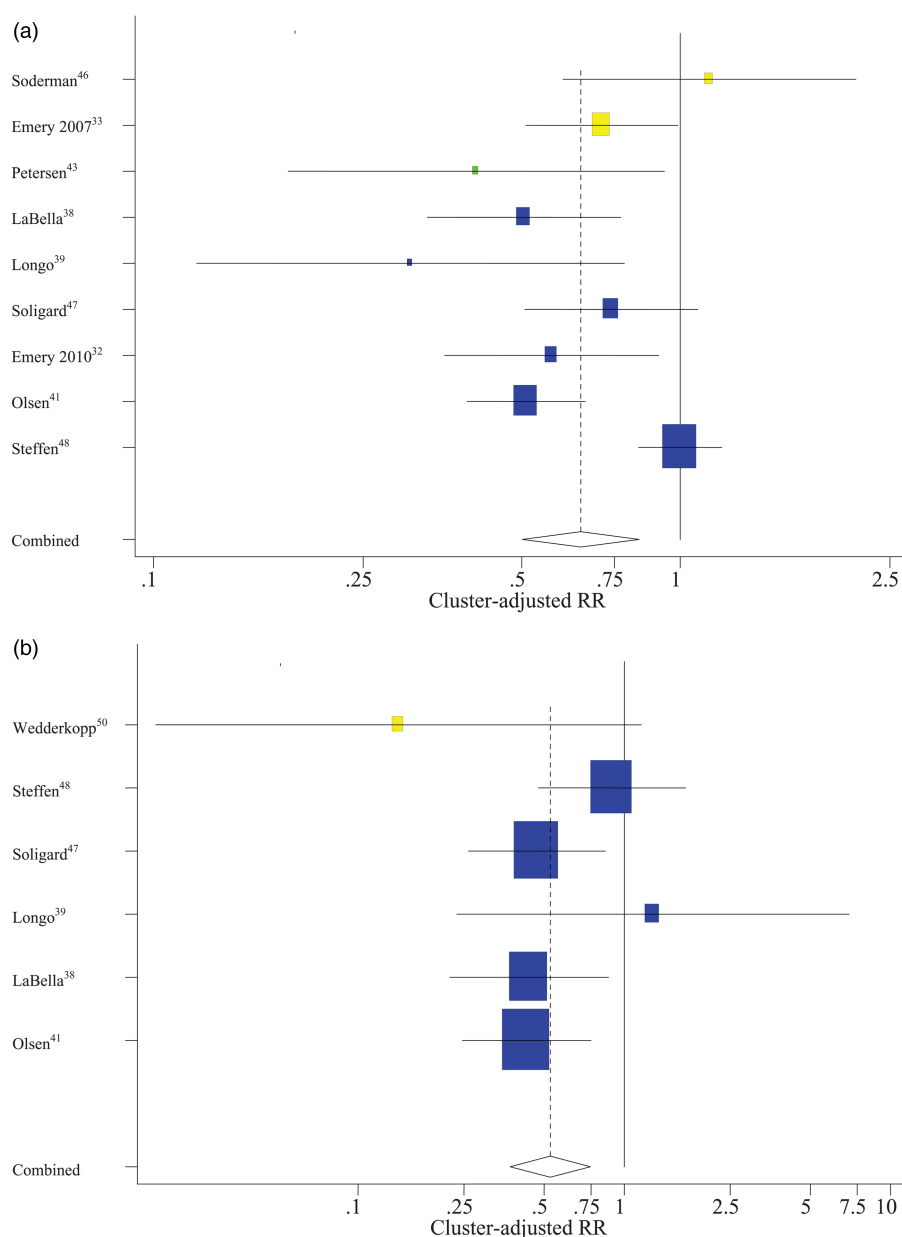 (a)
Soderman46
Emery 200733
Petersen43
LaBella38
Longo39
Soligard47
Emery 201032
Olsen41
Steffen48
Combined
.1 .25 .5 .75 1 2.5
Cluster-adjusted RR
(b)
Wedderkopp50
Steffen48
Soligard47
Longo39
LaBella38
Olsen41
Combined
.1 .25 .5 .75 1 2.5 5 7.5 10
Cluster-adjusted RR